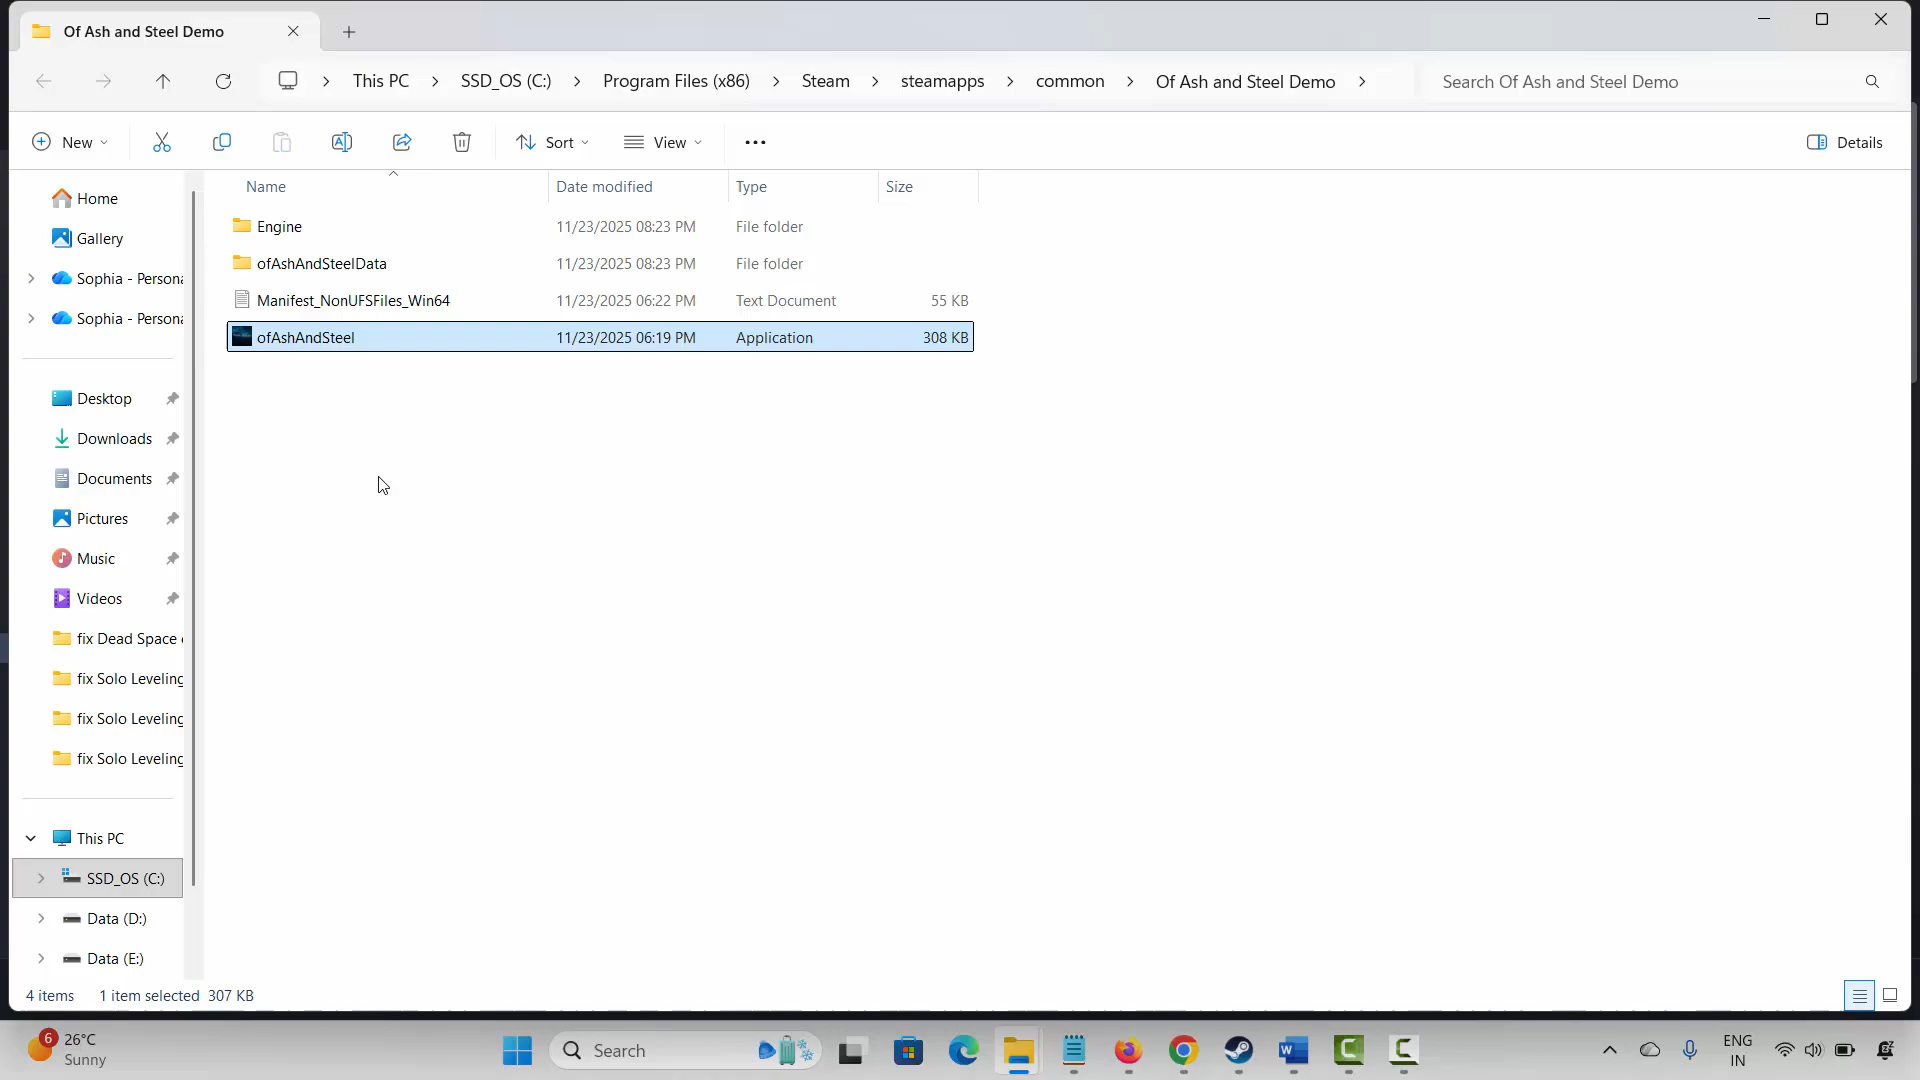 Of Ash and Steel Demo
This PC > SSD_OS (C:) > Program Files (x86) > Steam > steamapps > common > Of Ash and Steel Demo >
Search Of Ash and Steel Demo
New
Sort
View
Details
Name Date modified Type Size
Engine 11/23/2025 08:23 PM File folder
ofAshAndSteelData 11/23/2025 08:23 PM File folder
Manifest_NonUFSFiles_Win64 11/23/2025 06:22 PM Text Document 55 KB
ofAshAndSteel 11/23/2025 06:19 PM Application 308 KB
Home
Gallery
Sophia - Persona
Sophia - Persona
Desktop
Downloads
Documents
Pictures
Music
Videos
fix Dead Space
fix Solo Leveling
fix Solo Leveling
fix Solo Leveling
This PC
SSD_OS (C:)
Data (D:)
Data (E:)
4 items 1 item selected 307 KB
6
26°C
Sunny
Search
ENG
IN